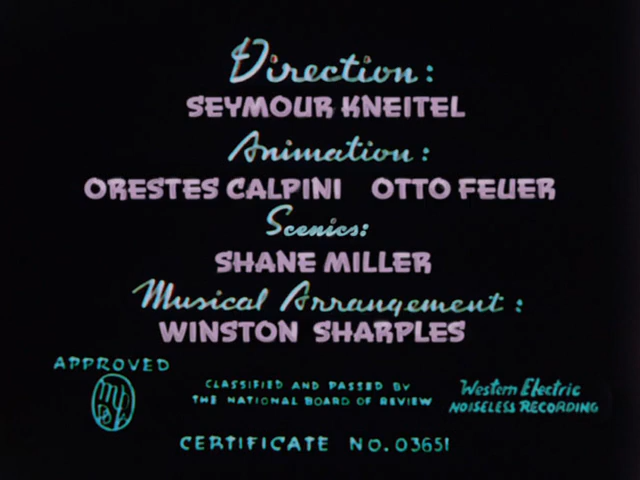 Direction:
SEYMOUR KNEITEL
Animation:
ORESTES CALPINI OTTO FEUER
Scenics:
SHANE MILLER
Musical Arrangement:
WINSTON SHARPLES
APPROVED
CLASSIFIED AND PASSED BY
THE NATIONAL BOARD OF REVIEW
Western Electric
NOISELESS RECORDING
CERTIFICATE NO. 03651